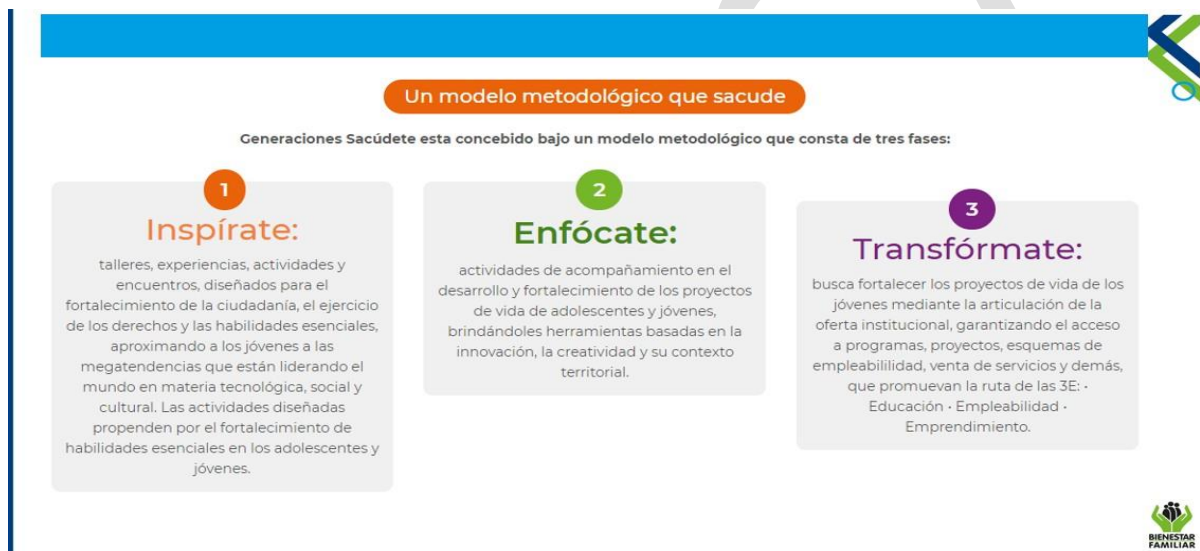 Un modelo metodológico que sacude
Generaciones Sacúdete esta concebido bajo un modelo metodológico que consta de tres fases:
1
Inspírate:
talleres, experiencias, actividades y
encuentros, diseñados para el
fortalecimiento de la ciudadanía, el ejercicio
de los derechos y las habilidades esenciales,
aproximando a los jóvenes a las
megatendencias que están liderando el
mundo en materia tecnológica, social y
cultural. Las actividades diseñadas
propenden por el fortalecimiento de
habilidades esenciales en los adolescentes y
jóvenes.
2
Enfócate:
actividades de acompañamiento en el
desarrollo y fortalecimiento de los proyectos
de vida de adolescentes y jóvenes,
brindándoles herramientas basadas en la
innovación, la creatividad y su contexto
territorial.
3
Transfórmate:
busca fortalecer los proyectos de vida de los
jóvenes mediante la articulación de la
oferta institucional, garantizando el acceso
a programas, proyectos, esquemas de
empleabililidad, venta de servicios y demás,
que promuevan la ruta de las 3E: •
Educación • Empleabilidad •
Emprendimiento.
BIENESTAR
FAMILIAR